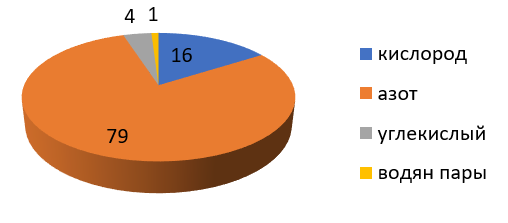 4
1
16
79
кислород
азот
углекислый
водян пары